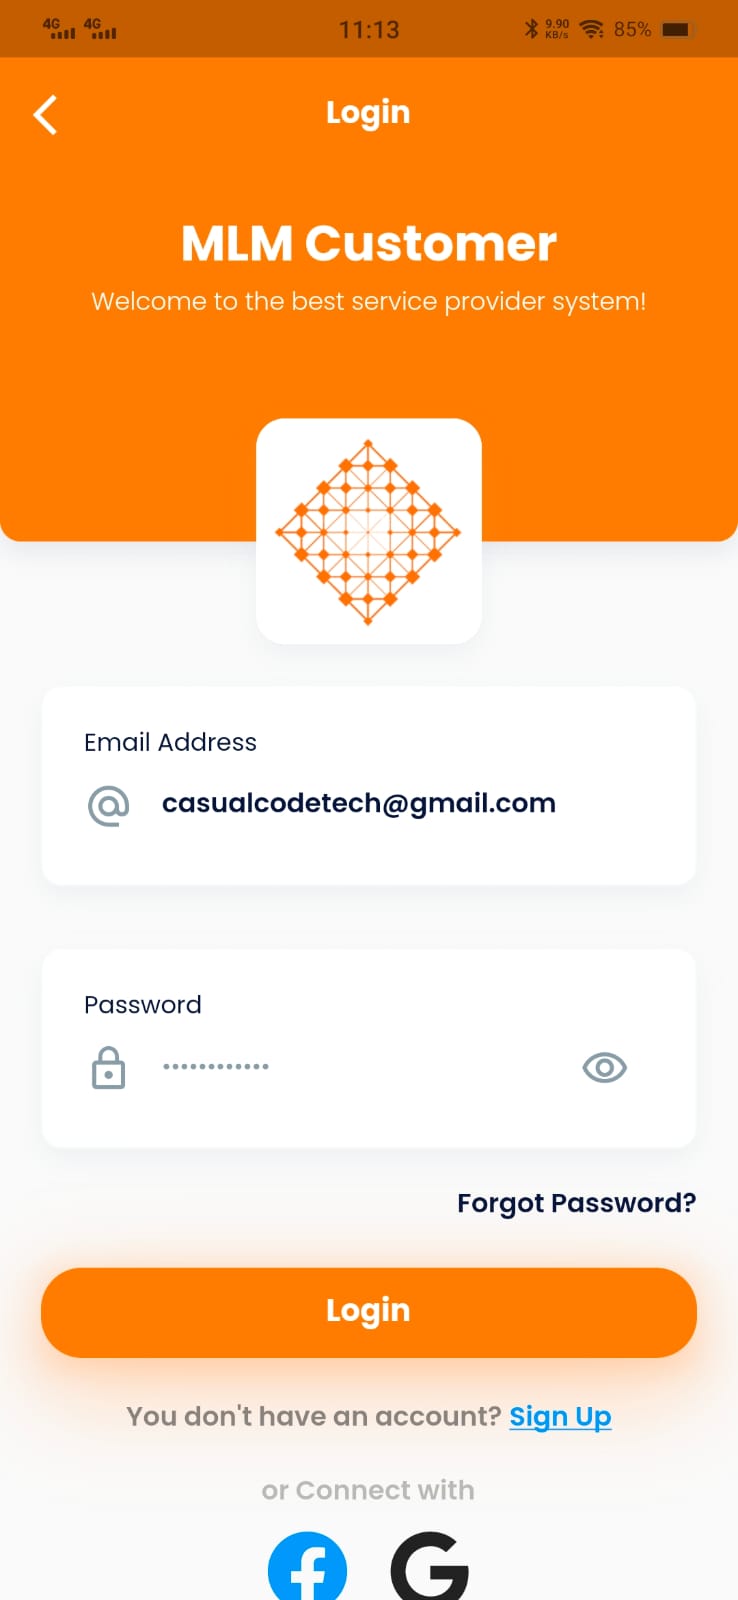 4G 4G 11:13 9.90 KB/s 85%
Login
MLM Customer
Welcome to the best service provider system!
Email Address
casualcodetech@gmail.com
Password
••••••••••••
Forgot Password?
Login
You don't have an account? Sign Up
or Connect with